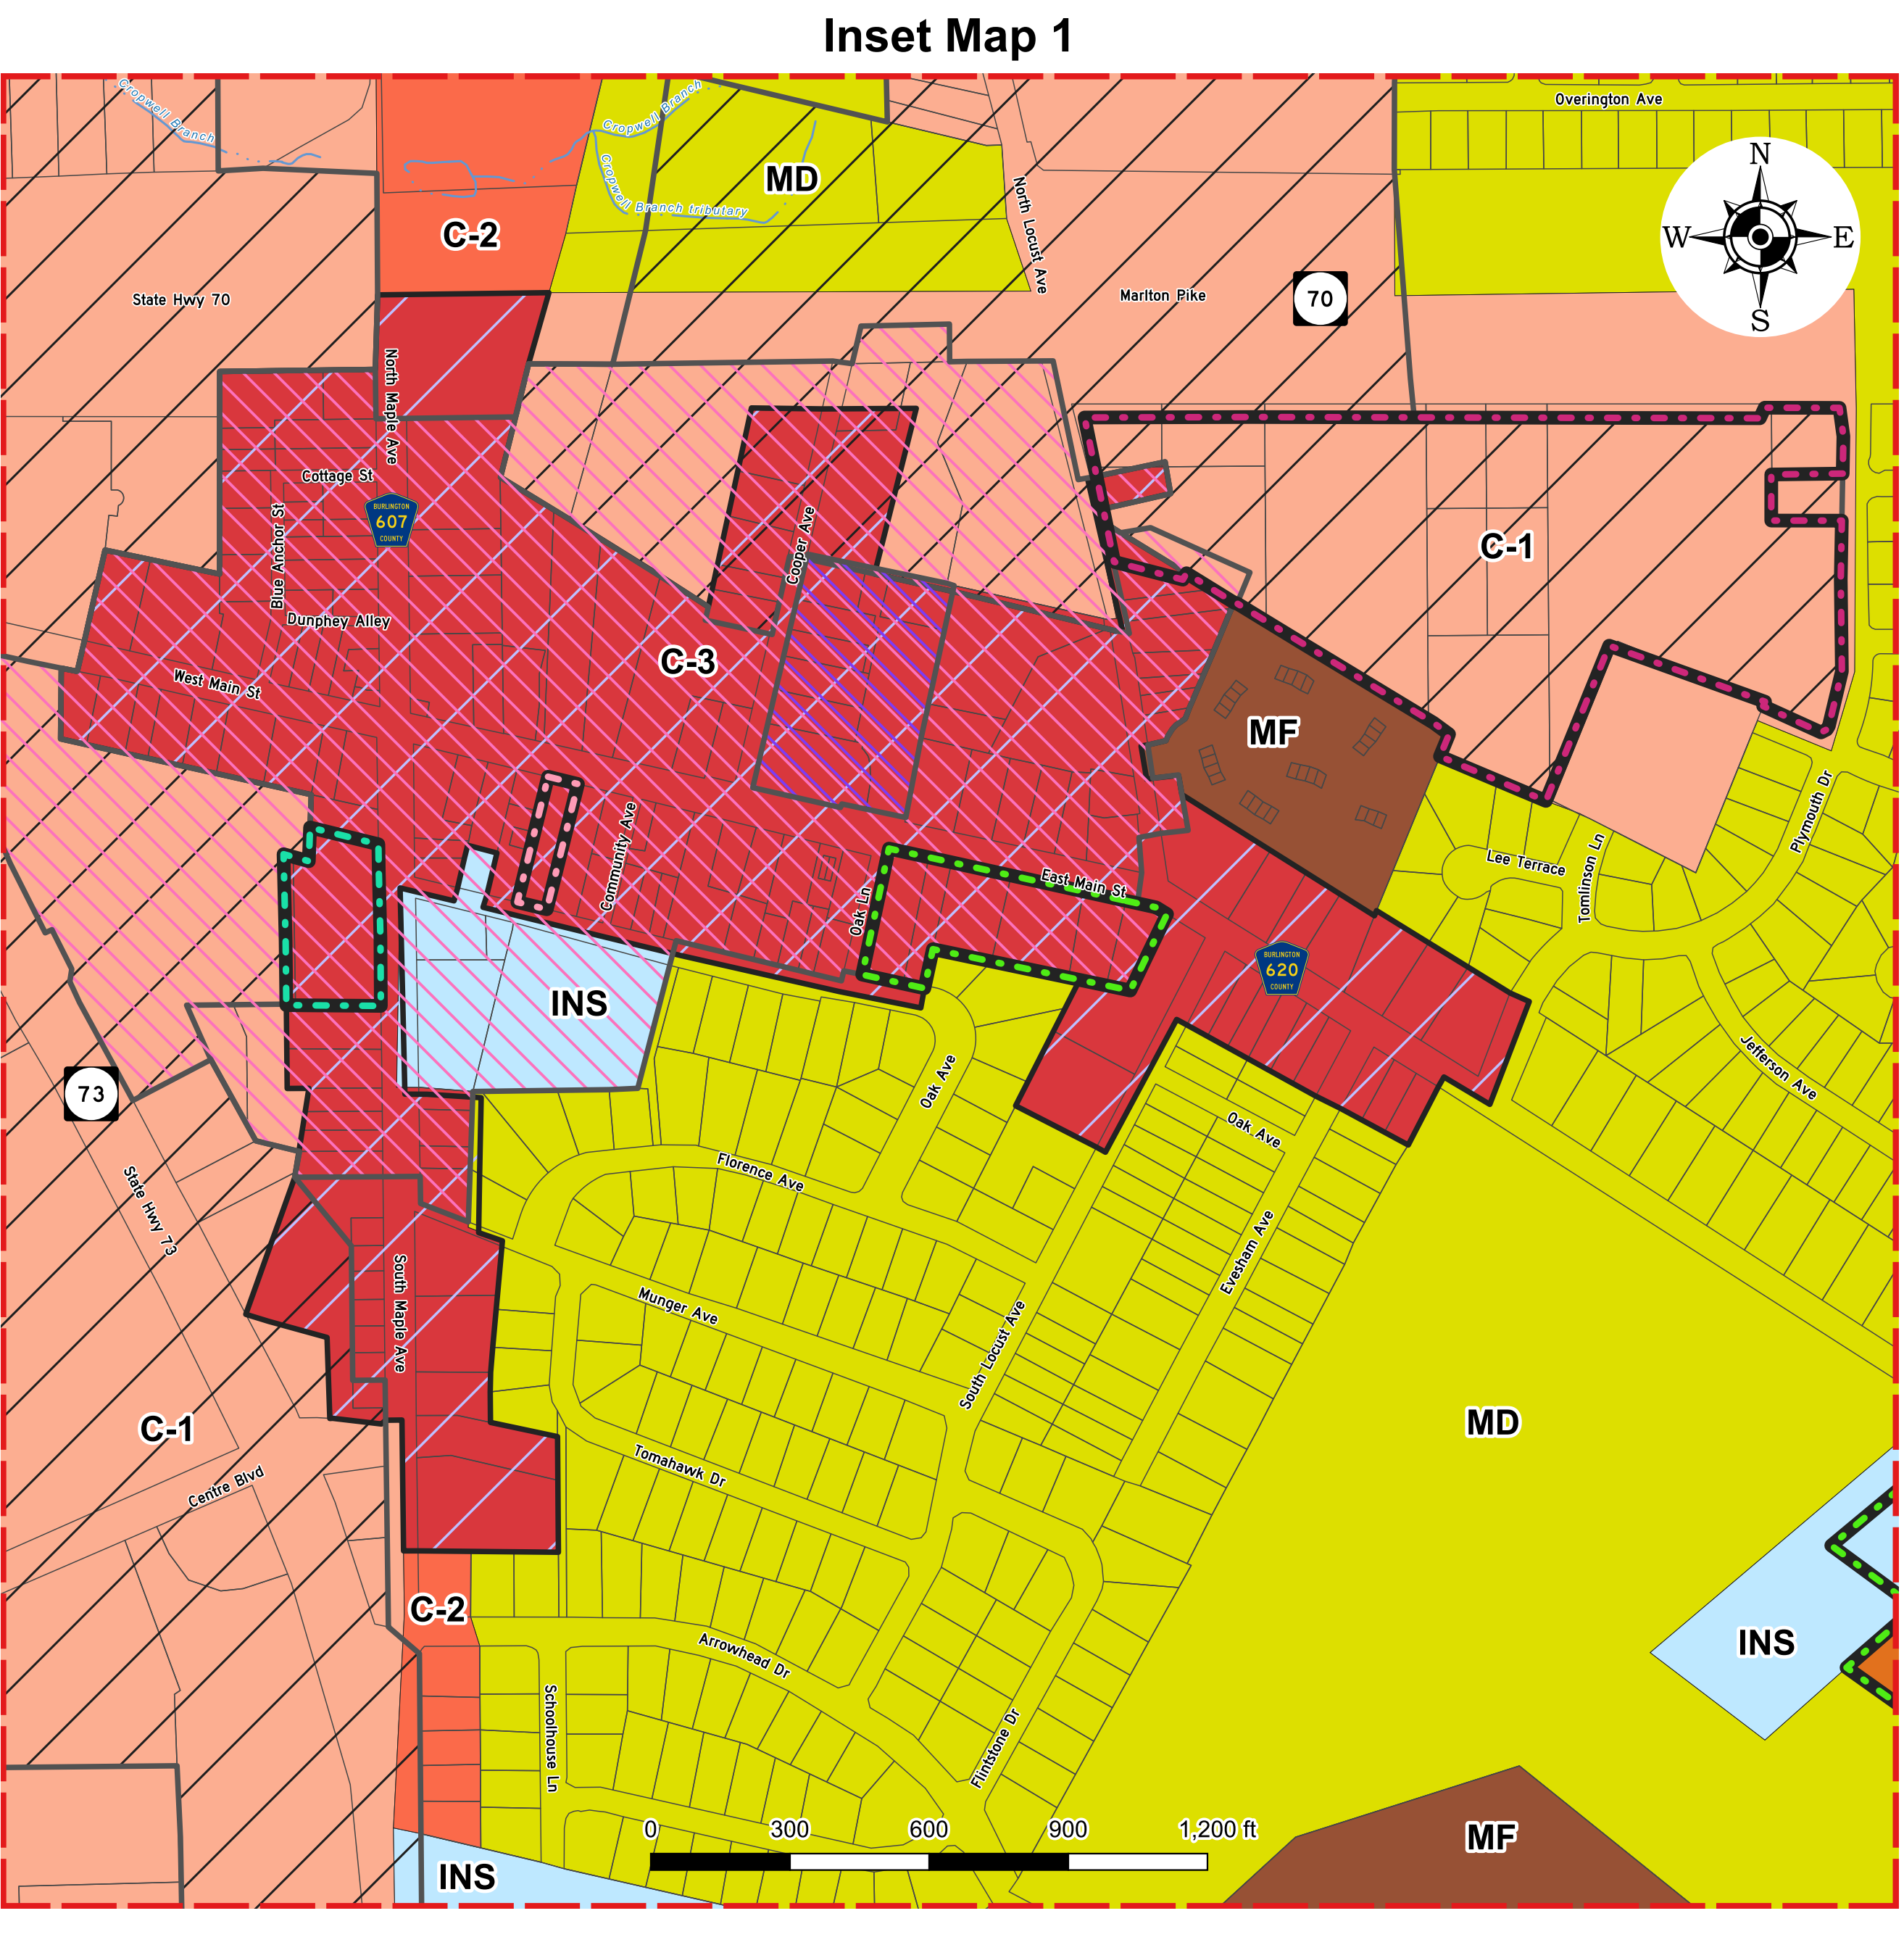 Inset Map 1
Cropwell Branch
Cropwell Branch
Overington Ave
N
MD
Cropwell Branch tributary
North Locust Ave
C-2
W
E
State Hwy 70
Marlton Pike
70
S
North Maple Ave
Cottage St
BURLINGTON
607
COUNTY
Blue Anchor St
Cooper Ave
C-1
Dunphey Alley
C-3
West Main St
MF
Plymouth Dr
Community Ave
Lee Terrace
Tomlinson Ln
East Main St
Oak Ln
BURLINGTON
620
COUNTY
INS
Jefferson Ave
73
Oak Ave
Oak Ave
Florence Ave
State Hwy 73
Evesham Ave
South Maple Ave
Munger Ave
South Locust Ave
C-1
MD
Tomahawk Dr
Centre Blvd
C-2
Arrowhead Dr
INS
Schoolhouse Ln
Flintstone Dr
0 300 600 900 1,200 ft
MF
INS